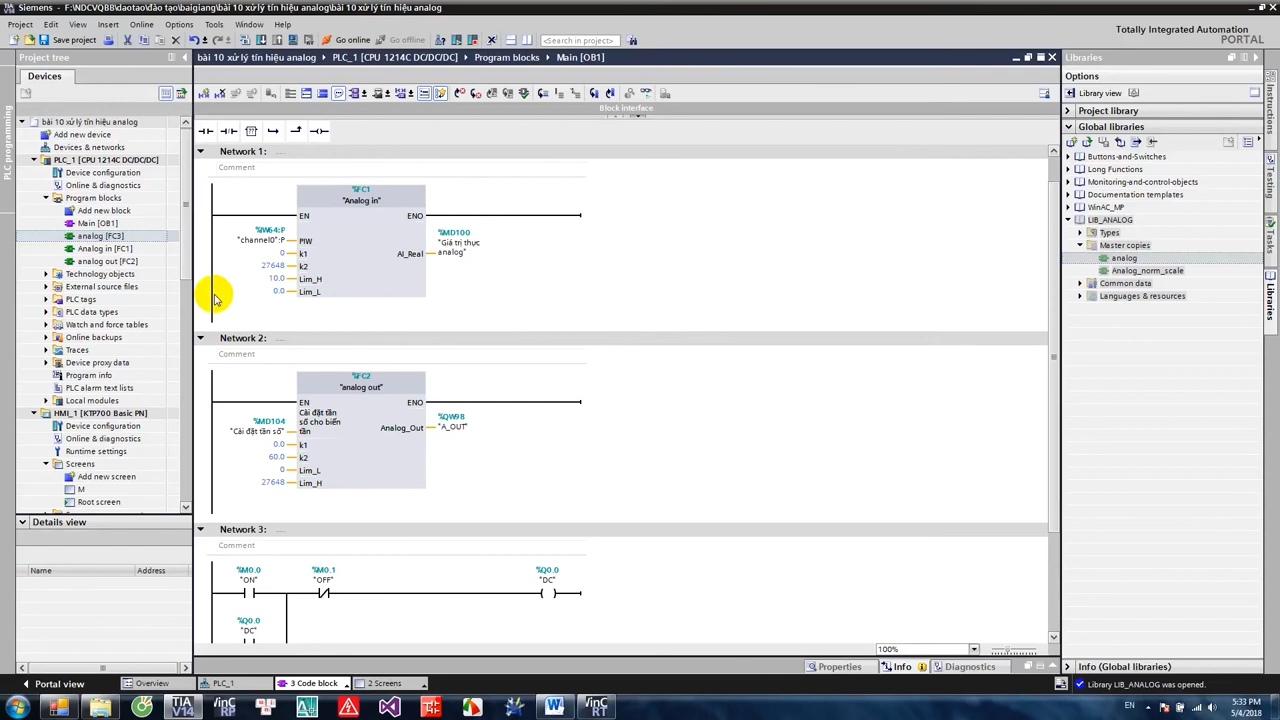 Siemens - F:\NDCVQBB\daotao\đào tạo\baigiang\bài 10 xử lý tín hiệu analog\bài 10 xử lý tín hiệu analog
Project Edit View Insert Online Options Tools Window Help
Totally Integrated Automation
PORTAL
Save project Go online Go offline <Search in project>
Project tree
bài 10 xử lý tín hiệu analog PLC_1 [CPU 1214C DC/DC/DC] Program blocks Main [OB1]
Libraries
Devices
Options
Library view
Block interface
PLC programming
bài 10 xử lý tín hiệu analog
Add new device
Devices & networks
PLC_1 [CPU 1214C DC/DC/DC]
Device configuration
Online & diagnostics
Program blocks
Add new block
Main [OB1]
analog [FC3]
Analog in [FC1]
analog out [FC2]
Technology objects
External source files
PLC tags
PLC data types
Watch and force tables
Online backups
Traces
Device proxy data
Program info
PLC alarm text lists
Local modules
HMI_1 [KTP700 Basic PN]
Device configuration
Online & diagnostics
Runtime settings
Screens
Add new screen
M
Root screen
Details view
Name Address
Network 1: .....
Comment
%FC1
"Analog in"
EN ENO
%IW64:P
"channel0":P PIW
0 k1
27648 k2
10.0 Lim_H
0.0 Lim_L
AI_Real
%MD100
"Giá trị thực
analog"
Network 2: .....
Comment
%FC2
"analog out"
EN ENO
%MD104
"Cài đặt tần số"
Cài đặt tần
số cho biến
tần
0.0 k1
60.0 k2
0 Lim_L
27648 Lim_H
Analog_Out
%QW98
"A_OUT"
Network 3: .....
Comment
%M0.0 %M0.1 %Q0.0
"ON" "OFF" "DC"
%Q0.0
"DC"
100%
Project library
Global libraries
Buttons-and-Switches
Long Functions
Monitoring-and-control-objects
Documentation templates
WinAC_MP
LIB_ANALOG
Types
Master copies
analog
Analog_norm_scale
Common data
Languages & resources
Info (Global libraries)
Instructions
Testing
Tasks
Libraries
Properties Info Diagnostics
Portal view Overview PLC_1 3 Code block 2 Screens
Library LIB_ANALOG was opened.
EN
5:33 PM
5/4/2018